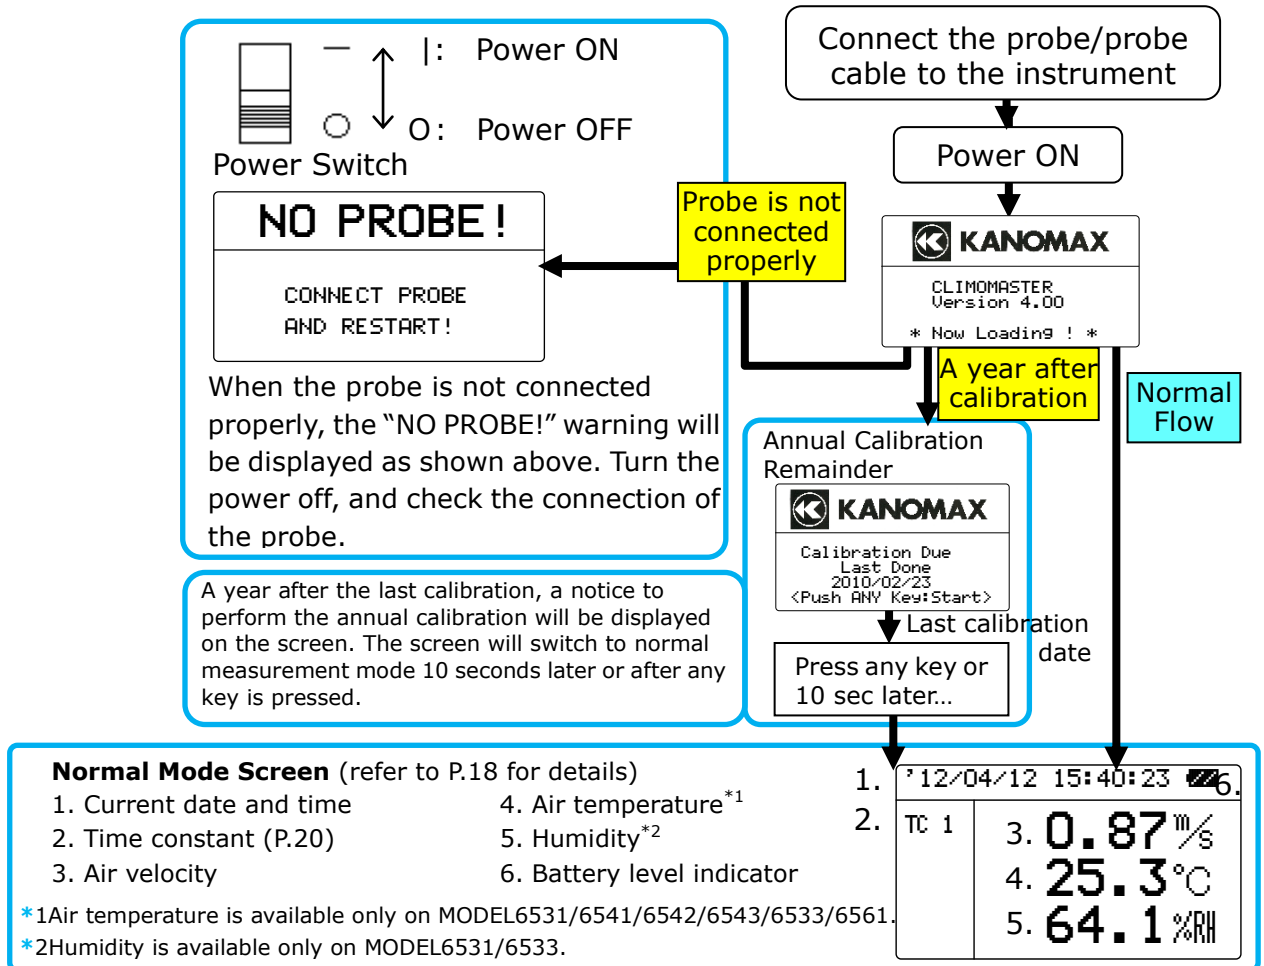 |: Power ON
O: Power OFF
Power Switch
NO PROBE!
CONNECT PROBE
AND RESTART!
When the probe is not connected
properly, the “NO PROBE!” warning will
be displayed as shown above. Turn the
power off, and check the connection of
the probe.
Connect the probe/probe
cable to the instrument
Power ON
Probe is not
connected
properly
KANOMAX
CLIMOMASTER
Version 4.00
* Now Loading ! *
A year after
calibration
Normal
Flow
Annual Calibration
Remainder
KANOMAX
Calibration Due
Last Done
2010/02/23
<Push ANY Key:Start>
Last calibration
date
Press any key or
10 sec later…
A year after the last calibration, a notice to
perform the annual calibration will be displayed
on the screen. The screen will switch to normal
measurement mode 10 seconds later or after any
key is pressed.
Normal Mode Screen (refer to P.18 for details)
1. Current date and time
2. Time constant (P.20)
3. Air velocity
4. Air temperature*1
5. Humidity*2
6. Battery level indicator
*1Air temperature is available only on MODEL6531/6541/6542/6543/6533/6561.
*2Humidity is available only on MODEL6531/6533.
1. '12/04/12 15:40:23 6.
2. TC 1
3. 0.87 m/s
4. 25.3 °C
5. 64.1 %RH